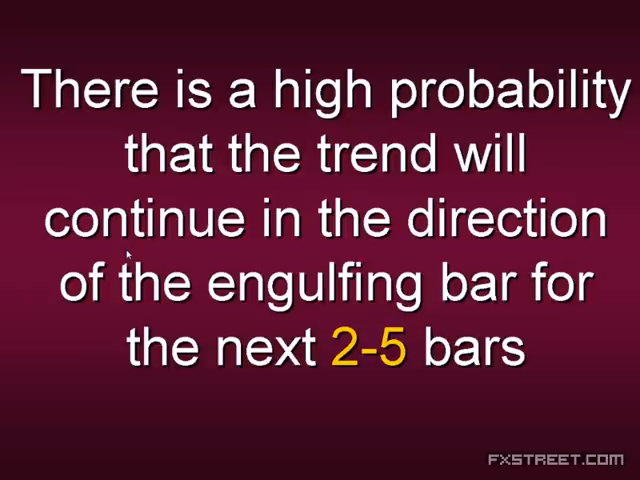 There is a high probability
that the trend will
continue in the direction
of the engulfing bar for
the next 2-5 bars
FXSTREET.COM